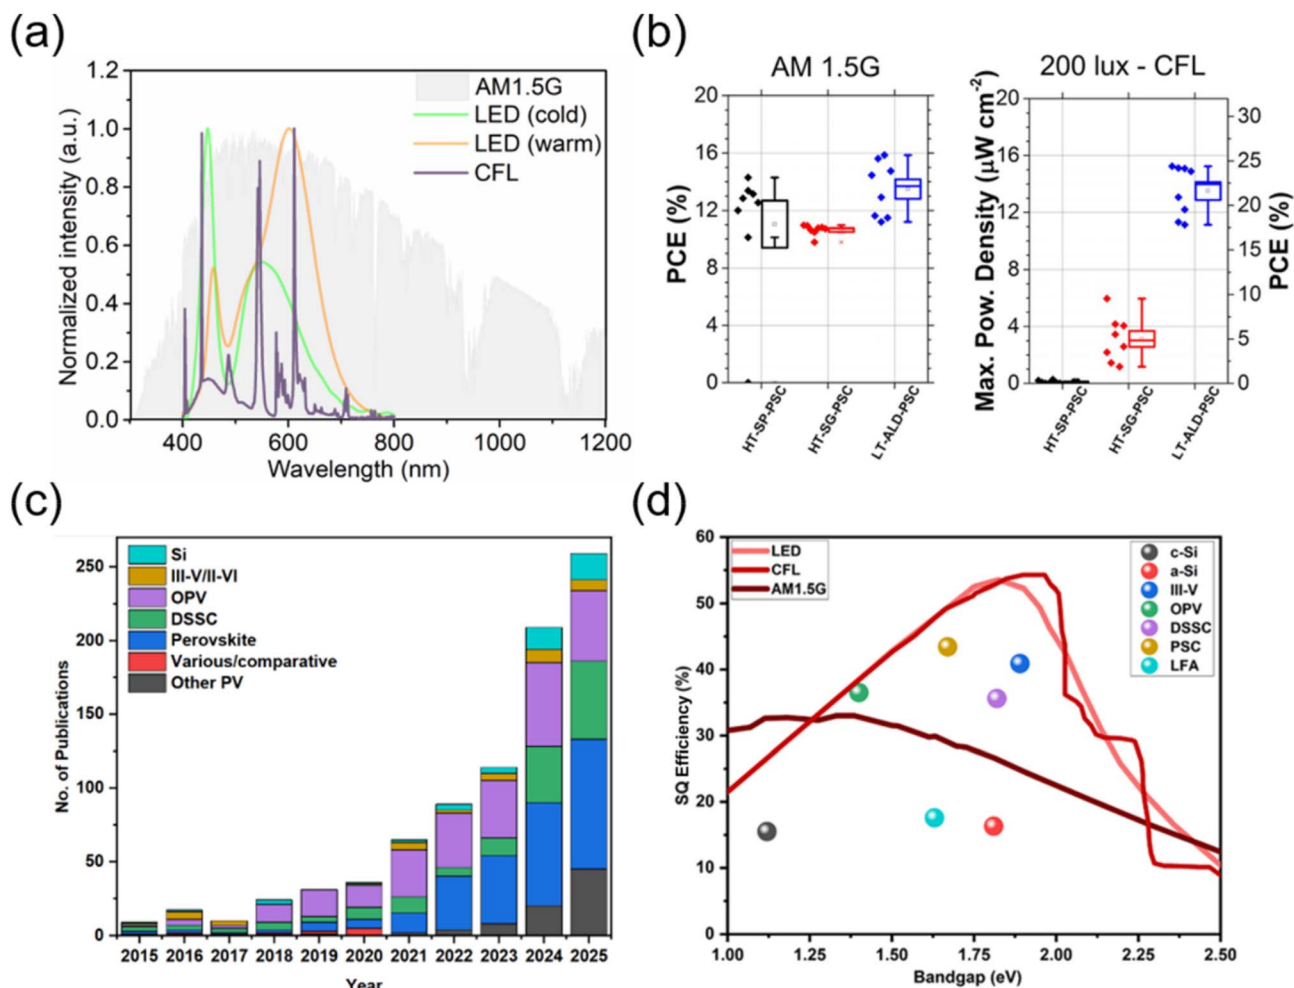 (a)
Normalized intensity (a.u.)
1.2
1.0
0.8
0.6
0.4
0.2
0.0
AM1.5G
LED (cold)
LED (warm)
CFL
400 600 800 1000 1200
Wavelength (nm)
(b)
AM 1.5G
PCE (%)
20
16
12
8
4
0
HT-SP-PSC
HT-SG-PSC
LT-ALD-PSC
200 lux - CFL
Max. Pow. Density (µW cm-2)
20
16
12
8
4
0
30
25
20
15
10
5
0
PCE (%)
HT-SP-PSC
HT-SG-PSC
LT-ALD-PSC
(c)
No. of Publications
250
200
150
100
50
0
Si
III-V/II-VI
OPV
DSSC
Perovskite
Various/comparative
Other PV
2015 2016 2017 2018 2019 2020 2021 2022 2023 2024 2025
Year
(d)
SQ Efficiency (%)
60
50
40
30
20
10
0
LED
CFL
AM1.5G
c-Si
a-Si
III-V
OPV
DSSC
PSC
LFA
1.00 1.25 1.50 1.75 2.00 2.25 2.50
Bandgap (eV)